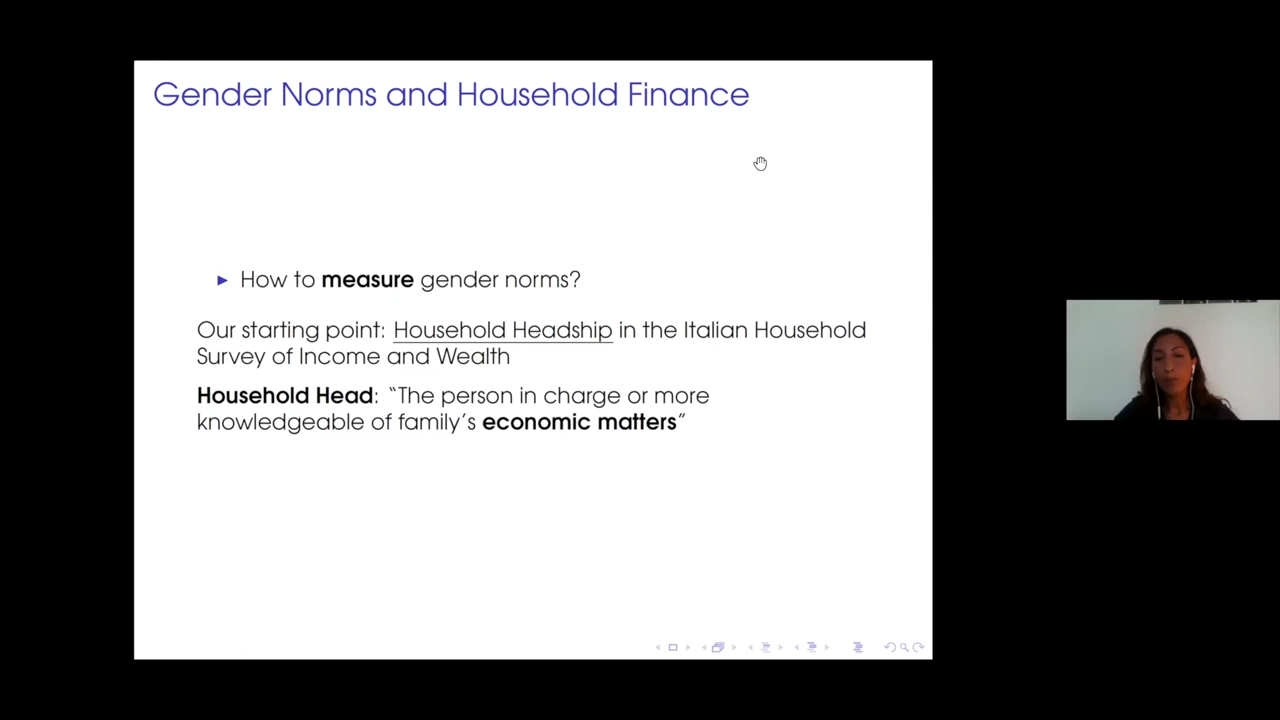 Gender Norms and Household Finance
► How to measure gender norms?
Our starting point: Household Headship in the Italian Household
Survey of Income and Wealth
Household Head: “The person in charge or more
knowledgeable of family’s economic matters”